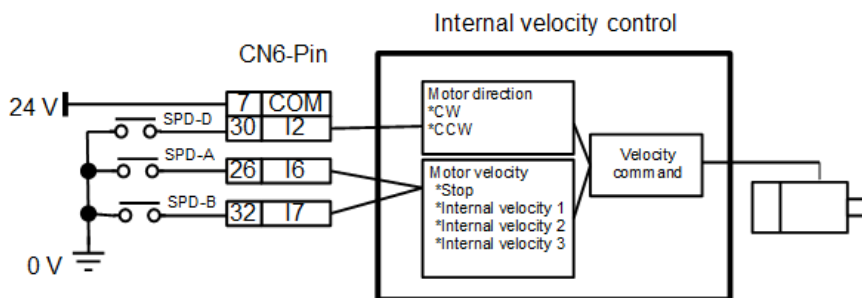 Internal velocity control
CN6-Pin
24 V
7 COM
SPD-D
30 I2
SPD-A
26 I6
SPD-B
32 I7
0 V
Motor direction
*CW
*CCW
Motor velocity
*Stop
*Internal velocity 1
*Internal velocity 2
*Internal velocity 3
Velocity
command